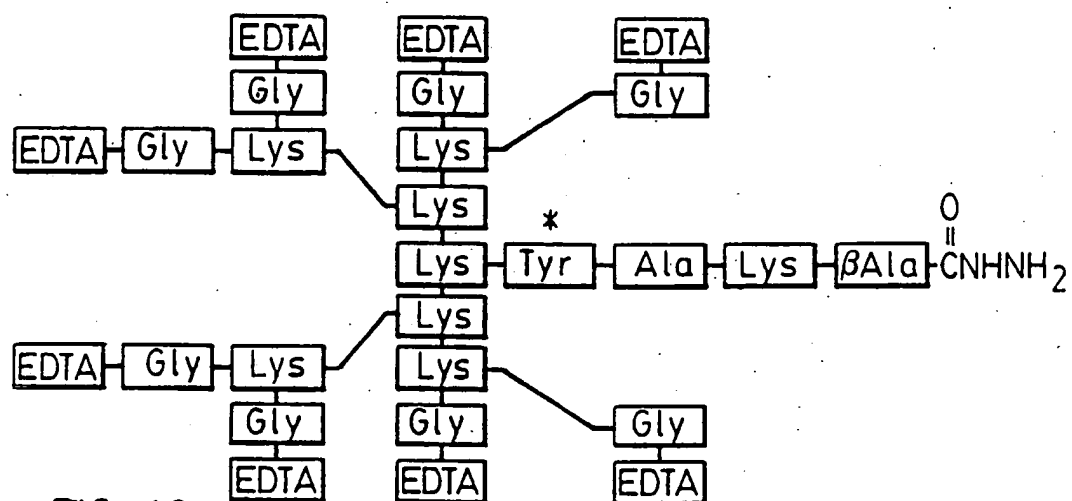 EDTA EDTA EDTA
Gly Gly Gly
EDTA Gly Lys Lys
Lys
* O
Lys Tyr Ala Lys βAla CNHNH2
Lys
EDTA Gly Lys Lys
Gly Gly Gly
EDTA EDTA EDTA